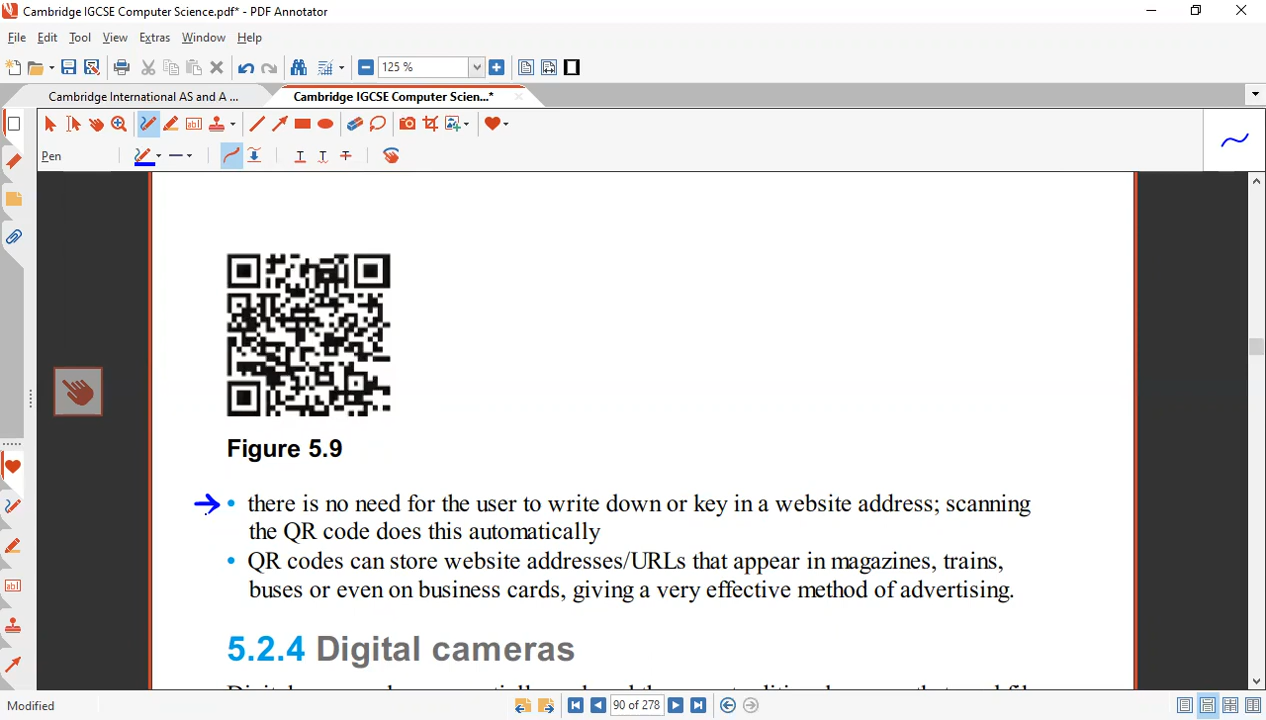 Cambridge IGCSE Computer Science.pdf* - PDF Annotator
File Edit Tool View Extras Window Help
125 %
Cambridge International AS and A ...
Cambridge IGCSE Computer Scien...*
Pen
Figure 5.9
• there is no need for the user to write down or key in a website address; scanning
the QR code does this automatically
• QR codes can store website addresses/URLs that appear in magazines, trains,
buses or even on business cards, giving a very effective method of advertising.
5.2.4 Digital cameras
Modified
90 of 278